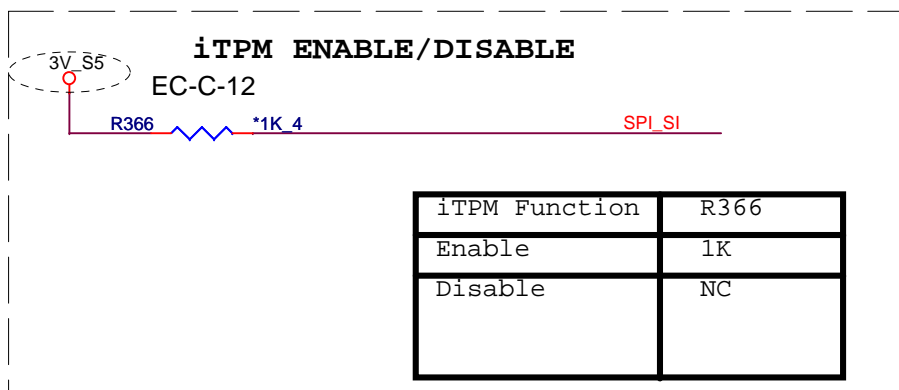 iTPM ENABLE/DISABLE
3V_S5
EC-C-12
R366 *1K_4 SPI_SI
iTPM Function R366
Enable 1K
Disable NC